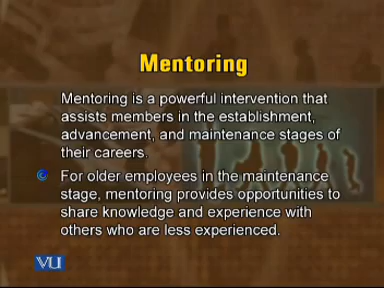 Mentoring
Mentoring is a powerful intervention that
assists members in the establishment,
advancement, and maintenance stages of
their careers.
For older employees in the maintenance
stage, mentoring provides opportunities to
share knowledge and experience with
others who are less experienced.
VU